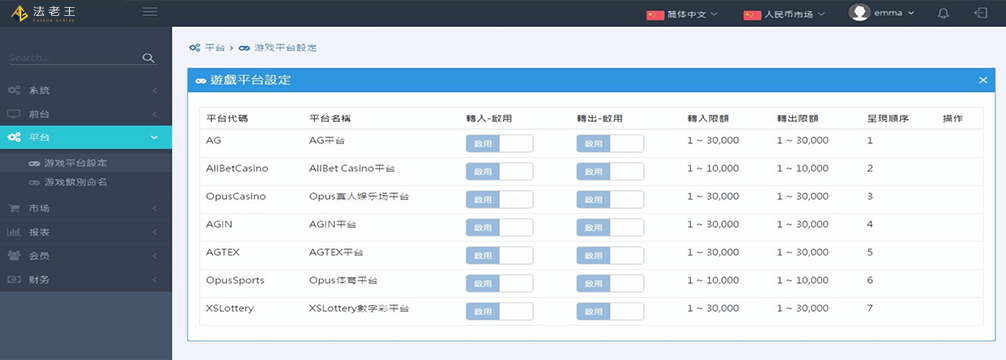 法老王
简体中文
人民币市场
emma
Search...
系统
前台
平台
游戏平台設定
游戏館別命名
市场
报表
会员
财务
平台 > 游戏平台設定
遊戲平台設定
平台代碼 平台名稱 轉入-啟用 轉出-啟用 轉入限額 轉出限額 呈現順序 操作
AG AG平台 啟用 啟用 1 ~ 30,000 1 ~ 30,000 1
AllBetCasino AllBet Casino平台 啟用 啟用 1 ~ 10,000 1 ~ 10,000 2
OpusCasino Opus真人娱乐场平台 啟用 啟用 1 ~ 30,000 1 ~ 30,000 3
AGIN AGIN平台 啟用 啟用 1 ~ 30,000 1 ~ 30,000 4
AGTEX AGTEX平台 啟用 啟用 1 ~ 30,000 1 ~ 30,000 5
OpusSports Opus体育平台 啟用 啟用 1 ~ 10,000 1 ~ 10,000 6
XSLottery XSLottery數字彩平台 啟用 啟用 1 ~ 30,000 1 ~ 30,000 7